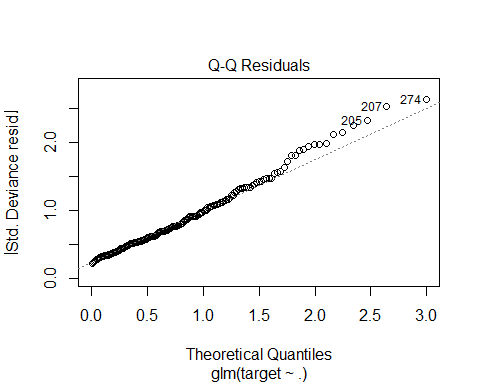 Q-Q Residuals
|Std. Deviance resid|
2.0
1.0
0.0
207
274
205
0.0 0.5 1.0 1.5 2.0 2.5 3.0
Theoretical Quantiles
glm(target ~ .)